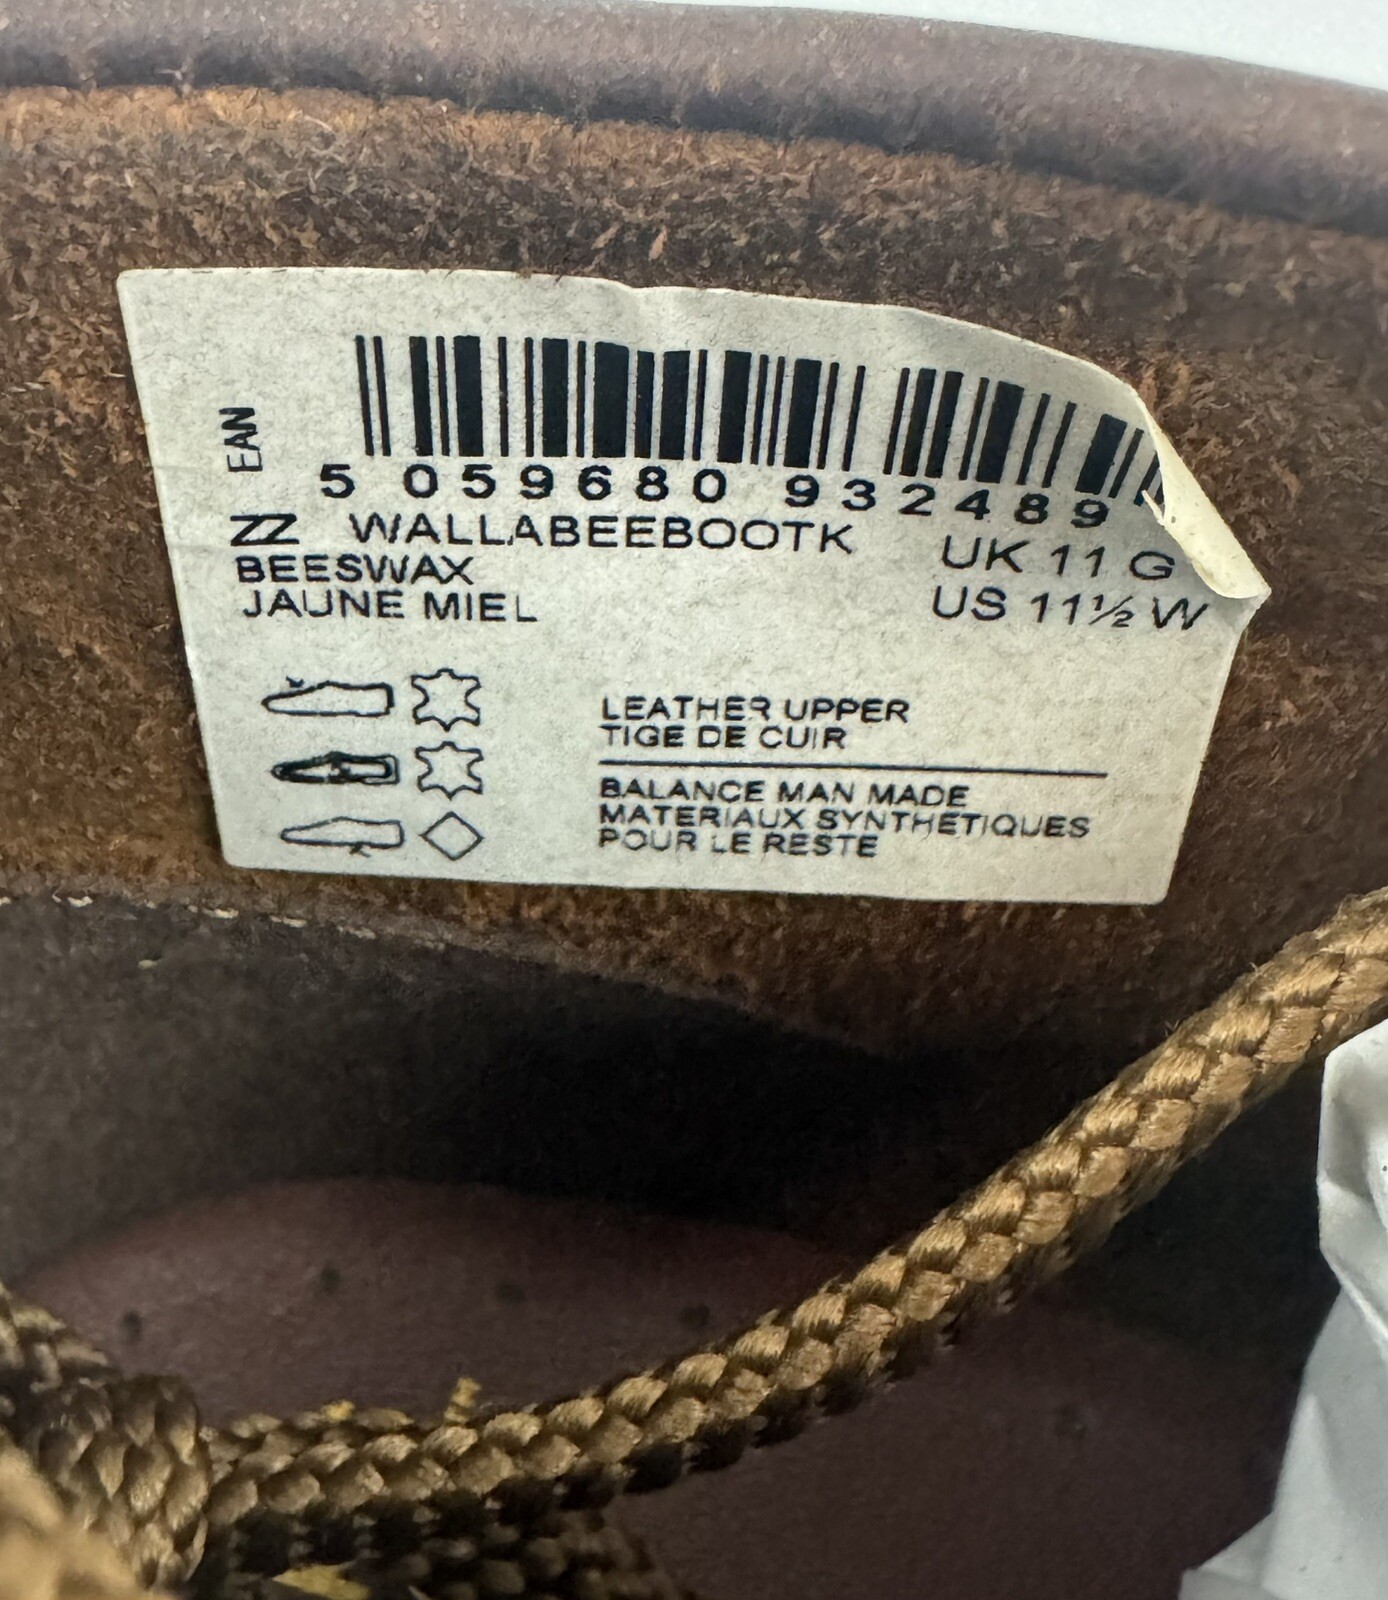 EAN
5 059680 932489
ZZ WALLABEEBOOTK
BEESWAX
JAUNE MIEL
UK 11 G
US 11½ W
LEATHER UPPER
TIGE DE CUIR
BALANCE MAN MADE
MATERIAUX SYNTHETIQUES
POUR LE RESTE